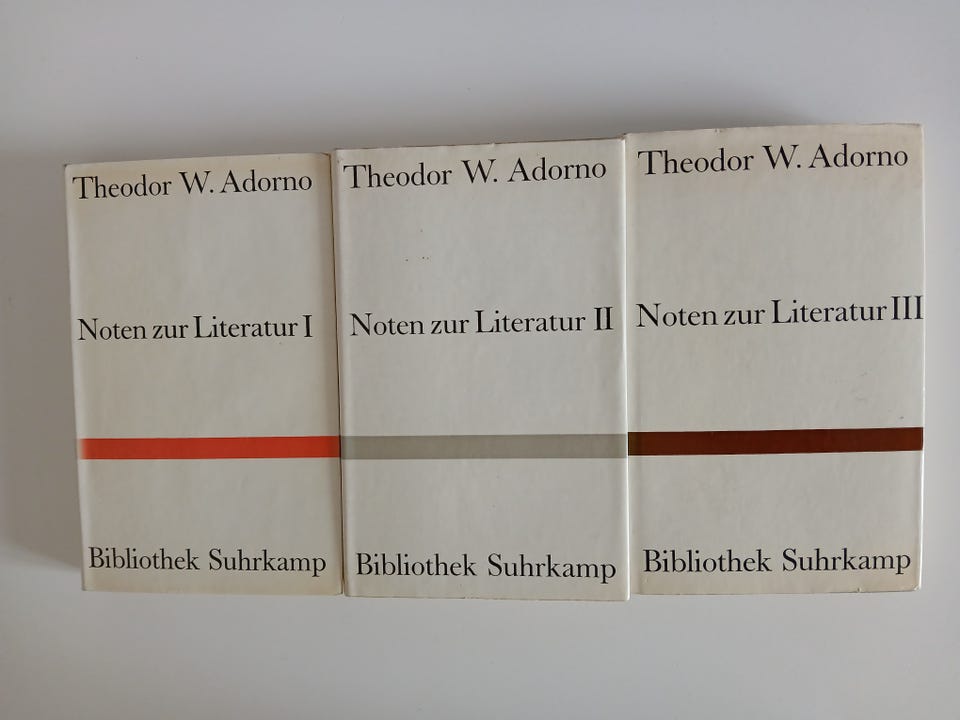 Theodor W. Adorno
Noten zur Literatur I
Bibliothek Suhrkamp
Theodor W. Adorno
Noten zur Literatur II
Bibliothek Suhrkamp
Theodor W. Adorno
Noten zur Literatur III
Bibliothek Suhrkamp